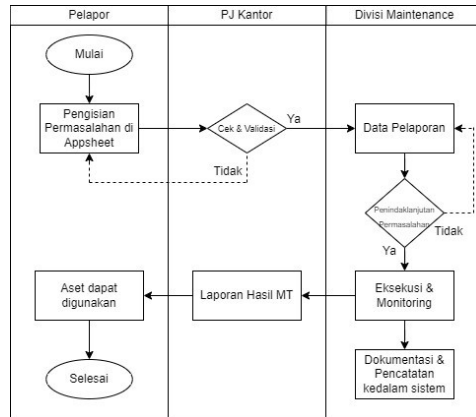 Pelapor
PJ Kantor
Divisi Maintenance
Mulai
Pengisian
Permasalahan di
Appsheet
Cek & Validasi
Ya
Tidak
Data Pelaporan
Penindaklanjutan
Permasalahan
Tidak
Ya
Aset dapat
digunakan
Laporan Hasil MT
Eksekusi &
Monitoring
Selesai
Dokumentasi &
Pencatatan
kedalam sistem